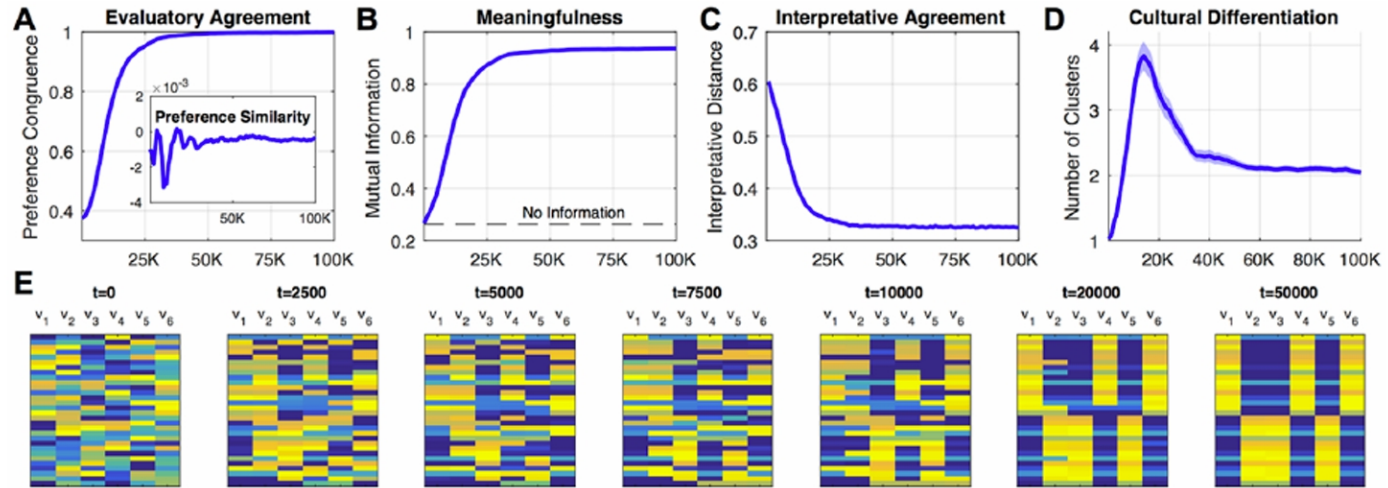 A Evaluatory Agreement
Preference Congruence
1
0.8
0.6
0.4
25K 50K 75K 100K
× 10⁻³
2
0
-2
-4
Preference Similarity
50K 100K
B Meaningfulness
Mutual Information
1
0.8
0.6
0.4
0.2
No Information
25K 50K 75K 100K
C Interpretative Agreement
Interpretative Distance
0.7
0.6
0.5
0.4
0.3
25K 50K 75K 100K
D Cultural Differentiation
Number of Clusters
4
3
2
1
20K 40K 60K 80K 100K
E t=0 t=2500 t=5000 t=7500 t=10000 t=20000 t=50000
v1 v2 v3 v4 v5 v6 v1 v2 v3 v4 v5 v6 v1 v2 v3 v4 v5 v6 v1 v2 v3 v4 v5 v6 v1 v2 v3 v4 v5 v6 v1 v2 v3 v4 v5 v6 v1 v2 v3 v4 v5 v6